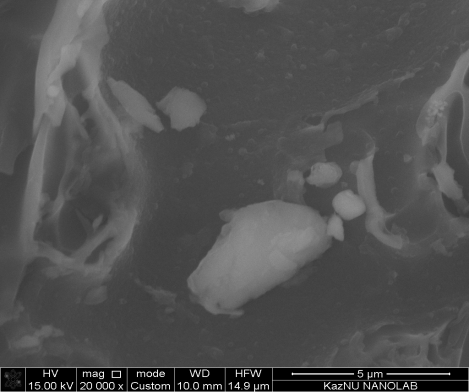 HV mag mode WD HFW 5 µm
15.00 kV 20 000 x Custom 10.0 mm 14.9 µm KazNU NANOLAB